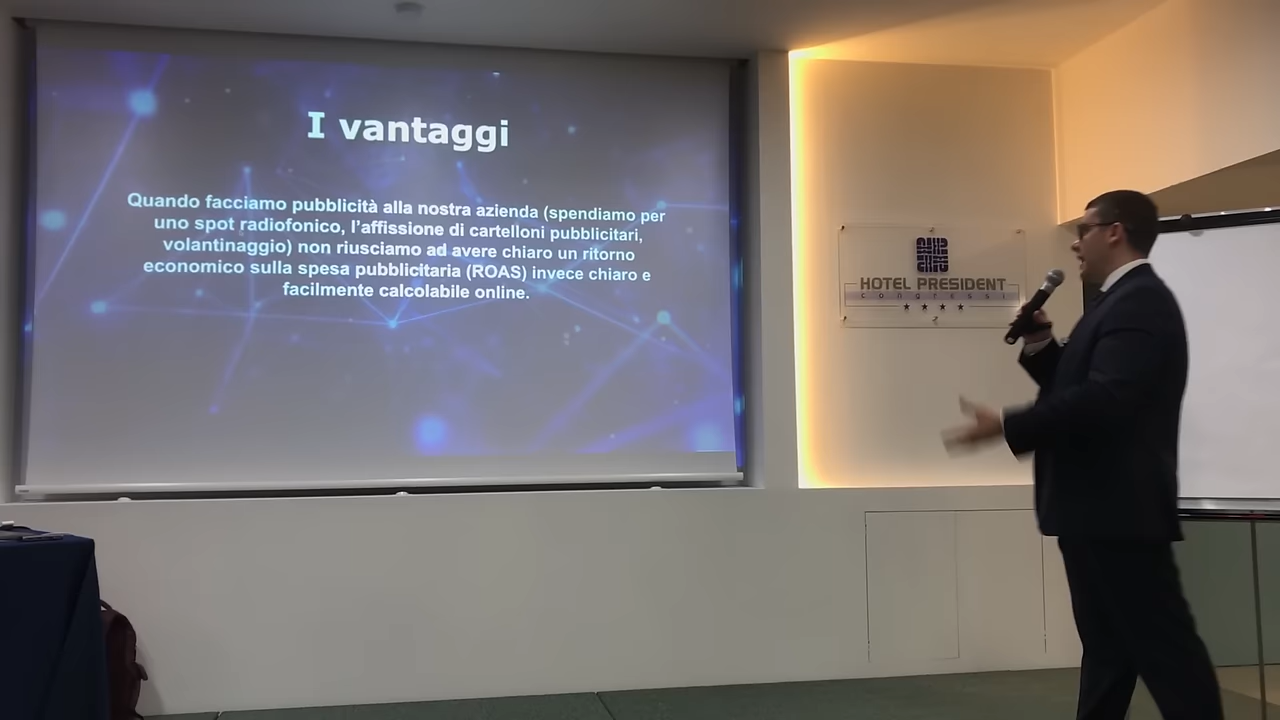 I vantaggi
Quando facciamo pubblicità alla nostra azienda (spendiamo per
uno spot radiofonico, l'affissione di cartelloni pubblicitari,
volantinaggio) non riusciamo ad avere chiaro un ritorno
economico sulla spesa pubblicitaria (ROAS) invece chiaro e
facilmente calcolabile online.
HOTEL PRESIDENT
congressi